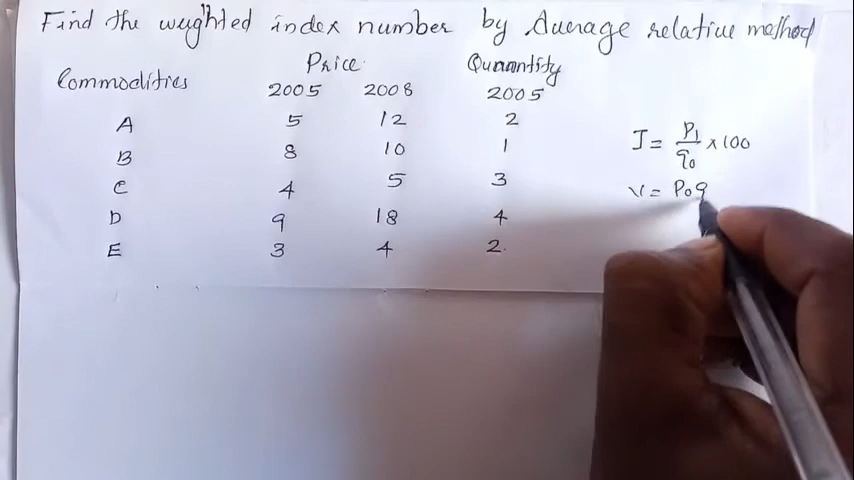 Find the weighted index number by Average relative method
Price Quanntity
Commodities 2005 2008 2005
A 5 12 2
B 8 10 1
C 4 5 3
D 9 18 4
E 3 4 2.
I = P1/q0 × 100
V = P0q